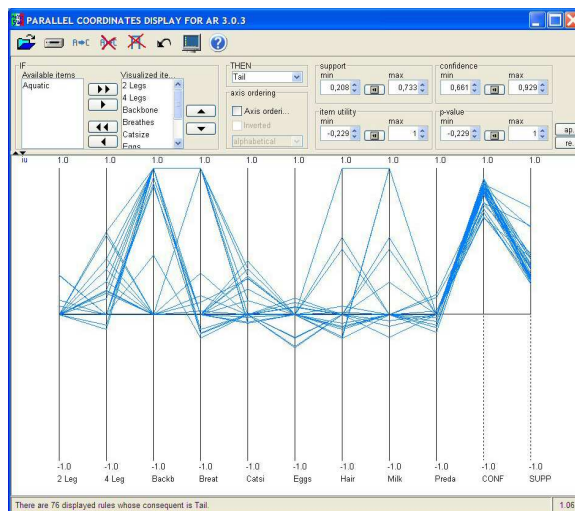 PARALLEL COORDINATES DISPLAY FOR AR 3.0.3
IF
Available items
Aquatic
Visualized ite...
2 Legs
4 Legs
Backbone
Breathes
Catsize
Eggs
THEN
Tail
axis ordering
Axis orderi...
Inverted
alphabetical
support
min max
0,208 0,733
confidence
min max
0,661 0,929
item utility
min max
-0,229 1
p-value
min max
-0,229 1
ap.
re.
iu 1.0 1.0 1.0 1.0 1.0 1.0 1.0 1.0 1.0 1.0 1.0
-1.0 -1.0 -1.0 -1.0 -1.0 -1.0 -1.0 -1.0 -1.0 -1.0 -1.0
2 Leg 4 Leg Backb Breat Catsi Eggs Hair Milk Preda CONF SUPP
There are 76 displayed rules whose consequent is Tail. 1.06